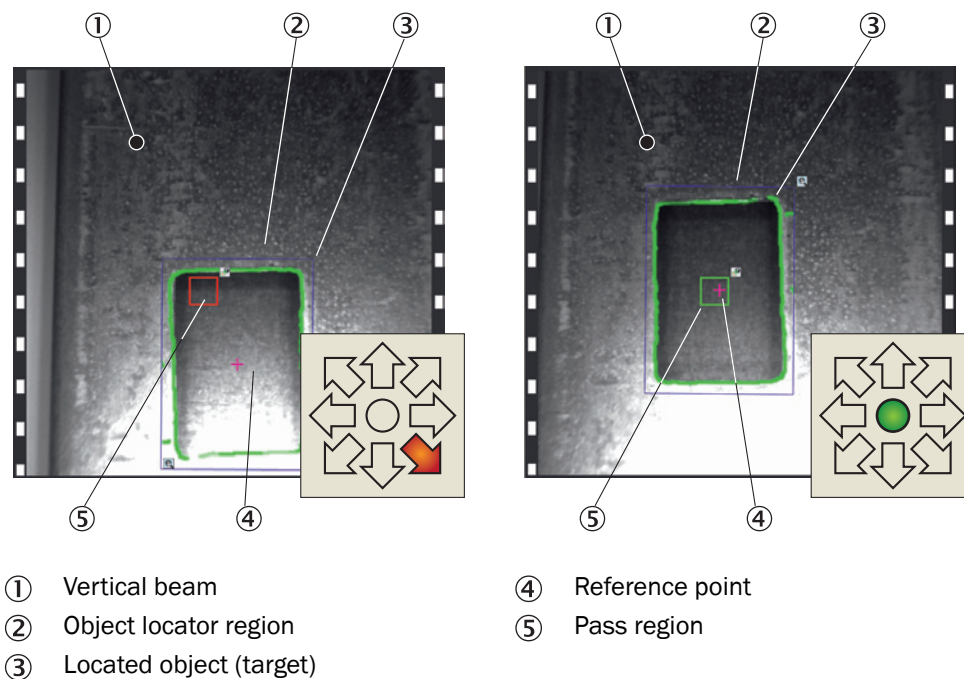 ① ② ③ ① ② ③
⑤ ④ ⑤ ④
① Vertical beam
② Object locator region
③ Located object (target)
④ Reference point
⑤ Pass region